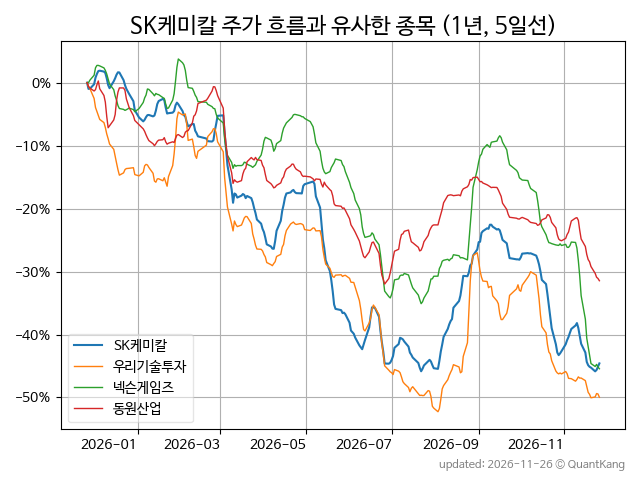 SK케미칼 주가 흐름과 유사한 종목 (1년, 5일선)
0%
−10%
−20%
−30%
−40%
−50%
SK케미칼
우리기술투자
넥슨게임즈
동원산업
2026−01 2026−03 2026−05 2026−07 2026−09 2026−11
updated: 2026-11-26 ⓒ QuantKang